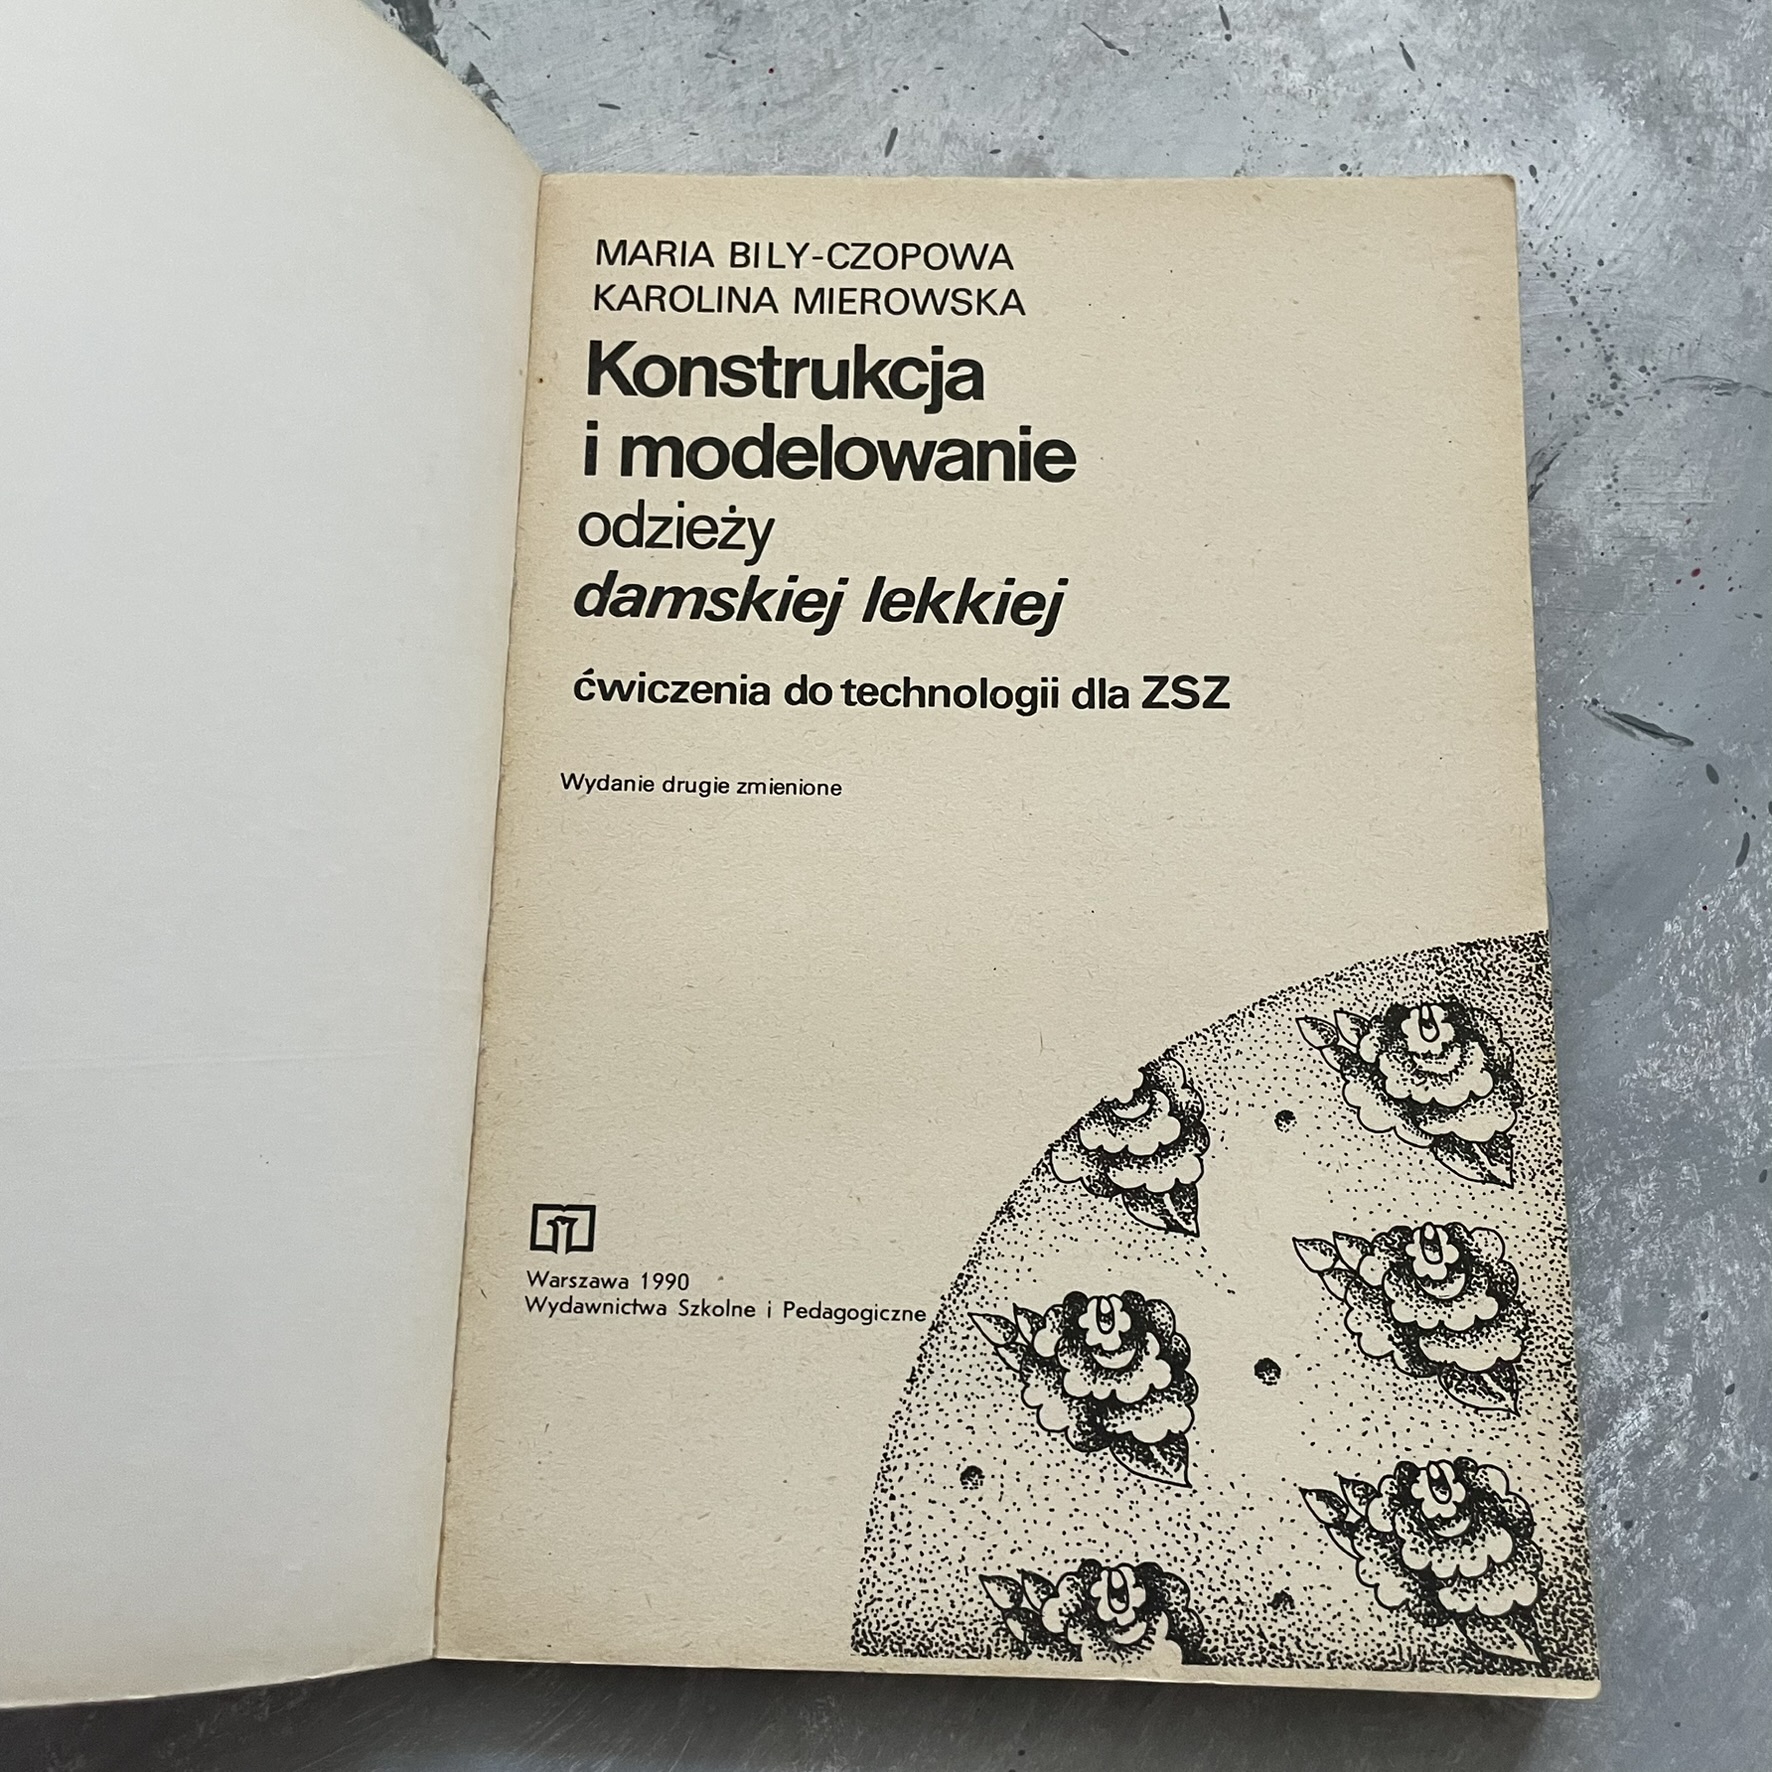 MARIA BILY-CZOPOWA
KAROLINA MIEROWSKA
Konstrukcja
i modelowanie
odzieży
damskiej lekkiej
ćwiczenia do technologii dla ZSZ
Wydanie drugie zmienione
Warszawa 1990
Wydawnictwa Szkolne i Pedagogiczne